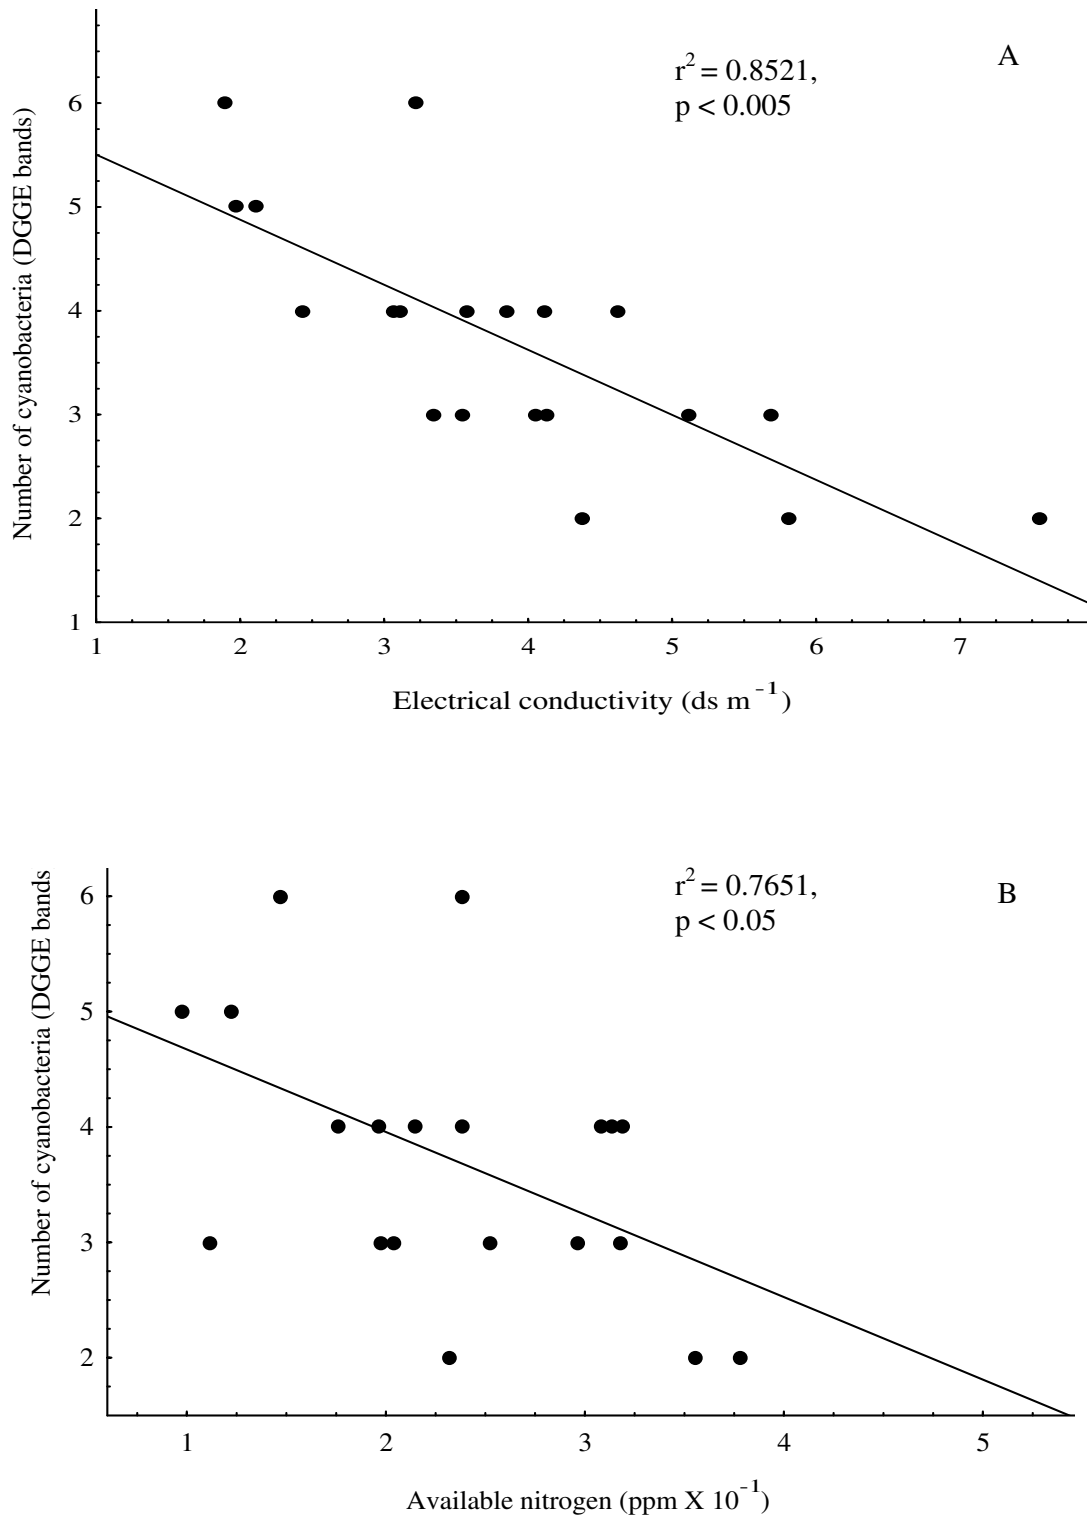 A
r² = 0.8521,
p < 0.005
Number of cyanobacteria (DGGE bands)
6
5
4
3
2
1
1 2 3 4 5 6 7
Electrical conductivity (ds m⁻¹)
B
r² = 0.7651,
p < 0.05
Number of cyanobacteria (DGGE bands
6
5
4
3
2
1 2 3 4 5
Available nitrogen (ppm X 10⁻¹)